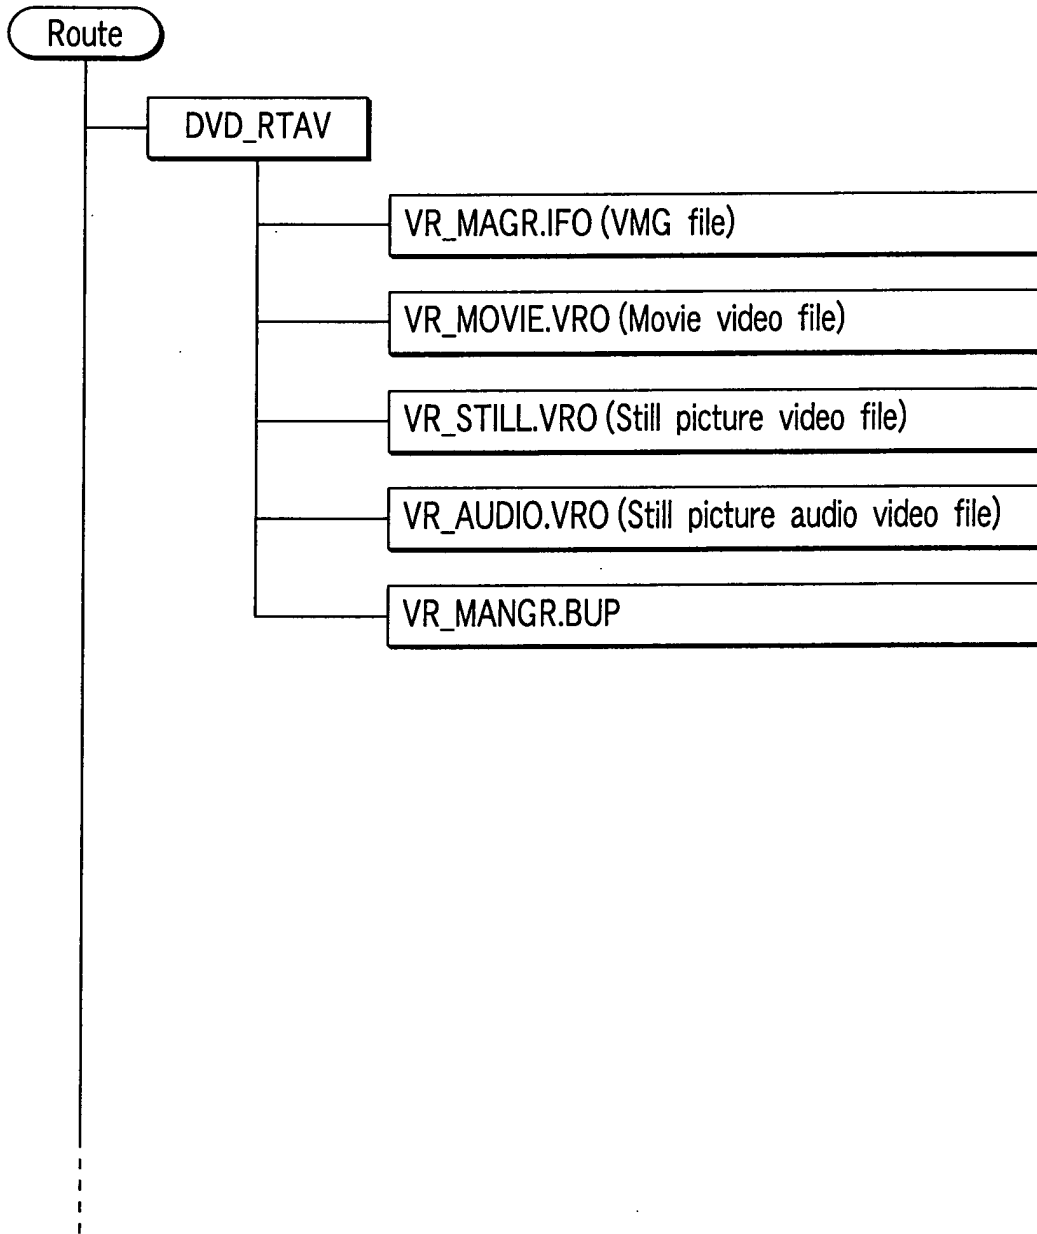 Route
DVD_RTAV
VR_MAGR.IFO (VMG file)
VR_MOVIE.VRO (Movie video file)
VR_STILL.VRO (Still picture video file)
VR_AUDIO.VRO (Still picture audio video file)
VR_MANGR.BUP